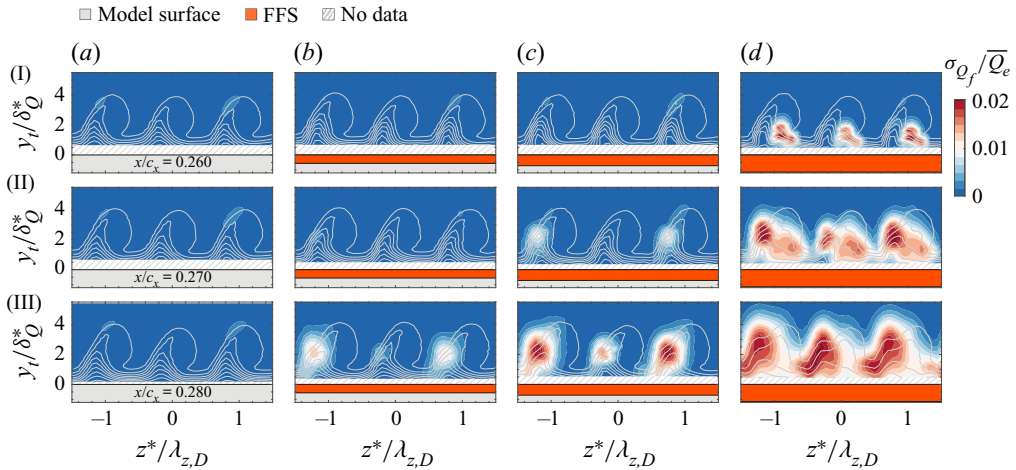 Model surface FFS No data
(a) (b) (c) (d)
(I)
σ_{Q_f}/\overline{Q_e}
y_t/δ*_Q
4
2
0
x/c_x = 0.260
0.02
0.01
0
(II)
y_t/δ*_Q
4
2
0
x/c_x = 0.270
(III)
y_t/δ*_Q
4
2
0
x/c_x = 0.280
−1 0 1 −1 0 1 −1 0 1 −1 0 1
z*/λ_{z,D} z*/λ_{z,D} z*/λ_{z,D} z*/λ_{z,D}